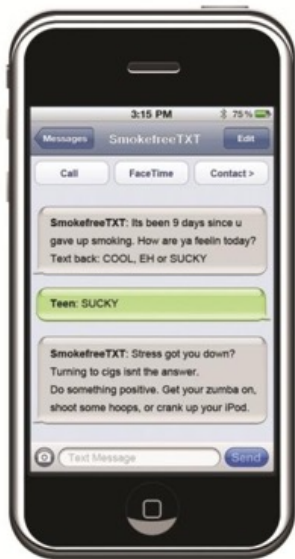 3:15 PM 75%
Messages SmokefreeTXT Edit
Call FaceTime Contact >
SmokefreeTXT: Its been 9 days since u
gave up smoking. How are ya feelin today?
Text back: COOL, EH or SUCKY
Teen: SUCKY
SmokefreeTXT: Stress got you down?
Turning to cigs isnt the answer.
Do something positive. Get your zumba on,
shoot some hoops, or crank up your iPod.
Text Message Send